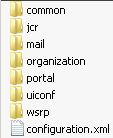 common
jcr
mail
organization
portal
uiconf
wsrp
configuration.xml